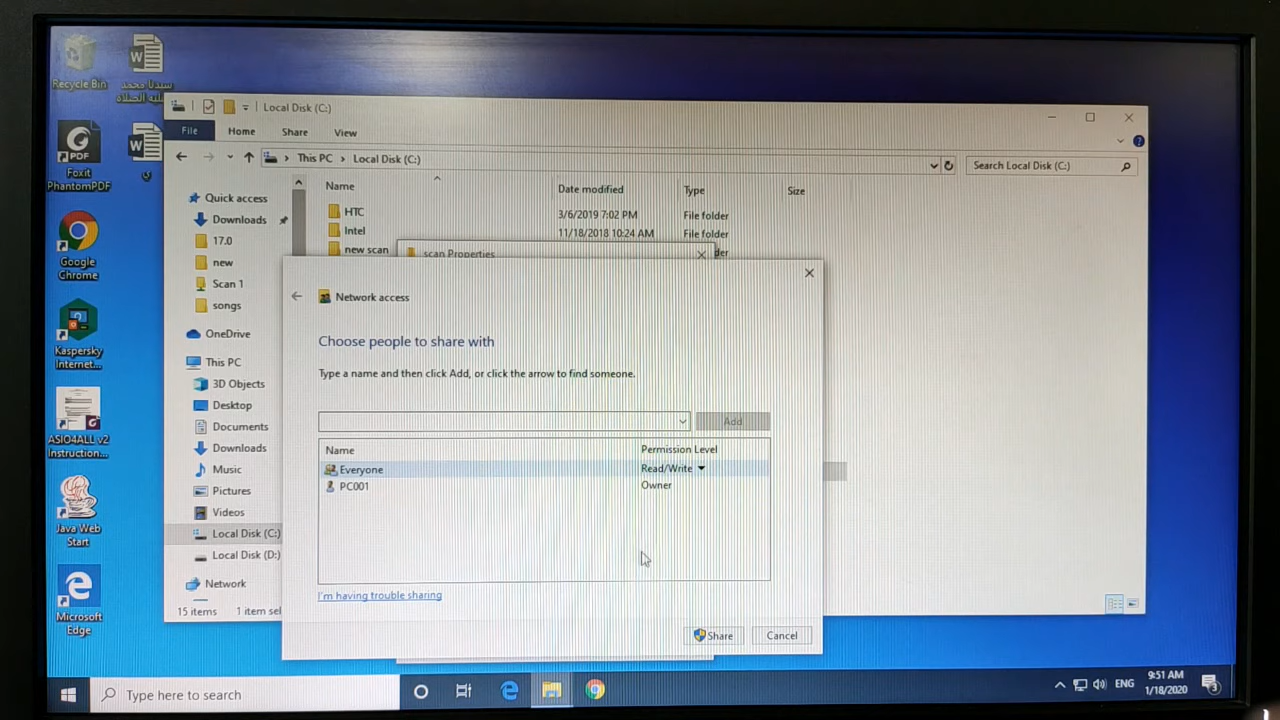 Recycle Bin
سيدنا محمد
عليه الصلاه
Foxit
PhantomPDF
ي
Google
Chrome
Kaspersky
Internet...
ASIO4ALL v2
Instruction...
Java Web
Start
Microsoft
Edge
Local Disk (C:)
File Home Share View
This PC > Local Disk (C:)
Search Local Disk (C:)
Name Date modified Type Size
HTC 3/6/2019 7:02 PM File folder
Intel 11/18/2018 10:24 AM File folder
new scan der
Quick access
Downloads
17.0
new
Scan 1
songs
OneDrive
This PC
3D Objects
Desktop
Documents
Downloads
Music
Pictures
Videos
Local Disk (C:)
Local Disk (D:)
Network
15 items 1 item sel
scan Properties
Network access
Choose people to share with
Type a name and then click Add, or click the arrow to find someone.
Add
Name Permission Level
Everyone Read/Write
PC001 Owner
I'm having trouble sharing
Share Cancel
Type here to search
ENG
9:51 AM
1/18/2020
3